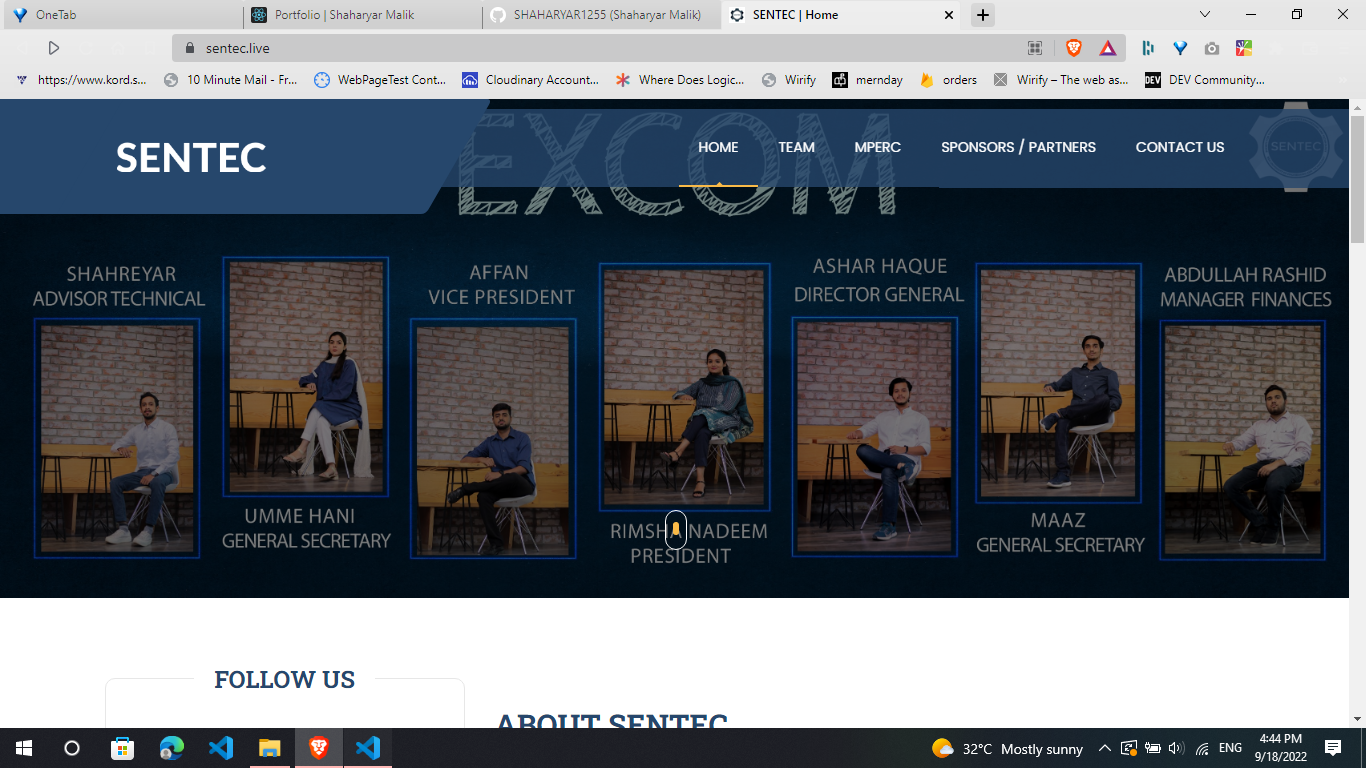 OneTab
Portfolio | Shaharyar Malik
SHAHARYAR1255 (Shaharyar Malik)
SENTEC | Home
sentec.live
https://www.kord.s...
10 Minute Mail - Fr...
WebPageTest Cont...
Cloudinary Account...
Where Does Logic...
Wirify
mernday
orders
Wirify – The web as...
DEV
DEV Community...
SENTEC
EXCOM
HOME
TEAM
MPERC
SPONSORS / PARTNERS
CONTACT US
SENTEC
SHAHREYAR
ADVISOR TECHNICAL
UMME HANI
GENERAL SECRETARY
AFFAN
VICE PRESIDENT
RIMSHA NADEEM
PRESIDENT
ASHAR HAQUE
DIRECTOR GENERAL
MAAZ
GENERAL SECRETARY
ABDULLAH RASHID
MANAGER FINANCES
FOLLOW US
ABOUT SENTEC
32°C Mostly sunny
ENG
4:44 PM
9/18/2022